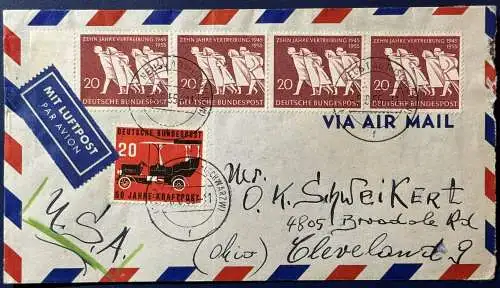 ZEHN JAHRE VERTREIBUNG 1945 1955 ZEHN JAHRE VERTREIBUNG 1945 1955 ZEHN JAHRE VERTREIBUNG 1945 1955 ZEHN JAHRE VERTREIBUNG 1945 1955
20 20 20 20
DEUTSCHE BUNDESPOST DEUTSCHE BUNDESPOST DEUTSCHE BUNDESPOST DEUTSCHE BUNDESPOST
MIT LUFTPOST
PAR AVION
VIA AIR MAIL
DEUTSCHE BUNDESPOST
20
50 JAHRE KRAFTPOST
Mr.
O. K. Schweikert
4805 Broadale Rd
(Ohio) Cleveland 9
U.S.A.